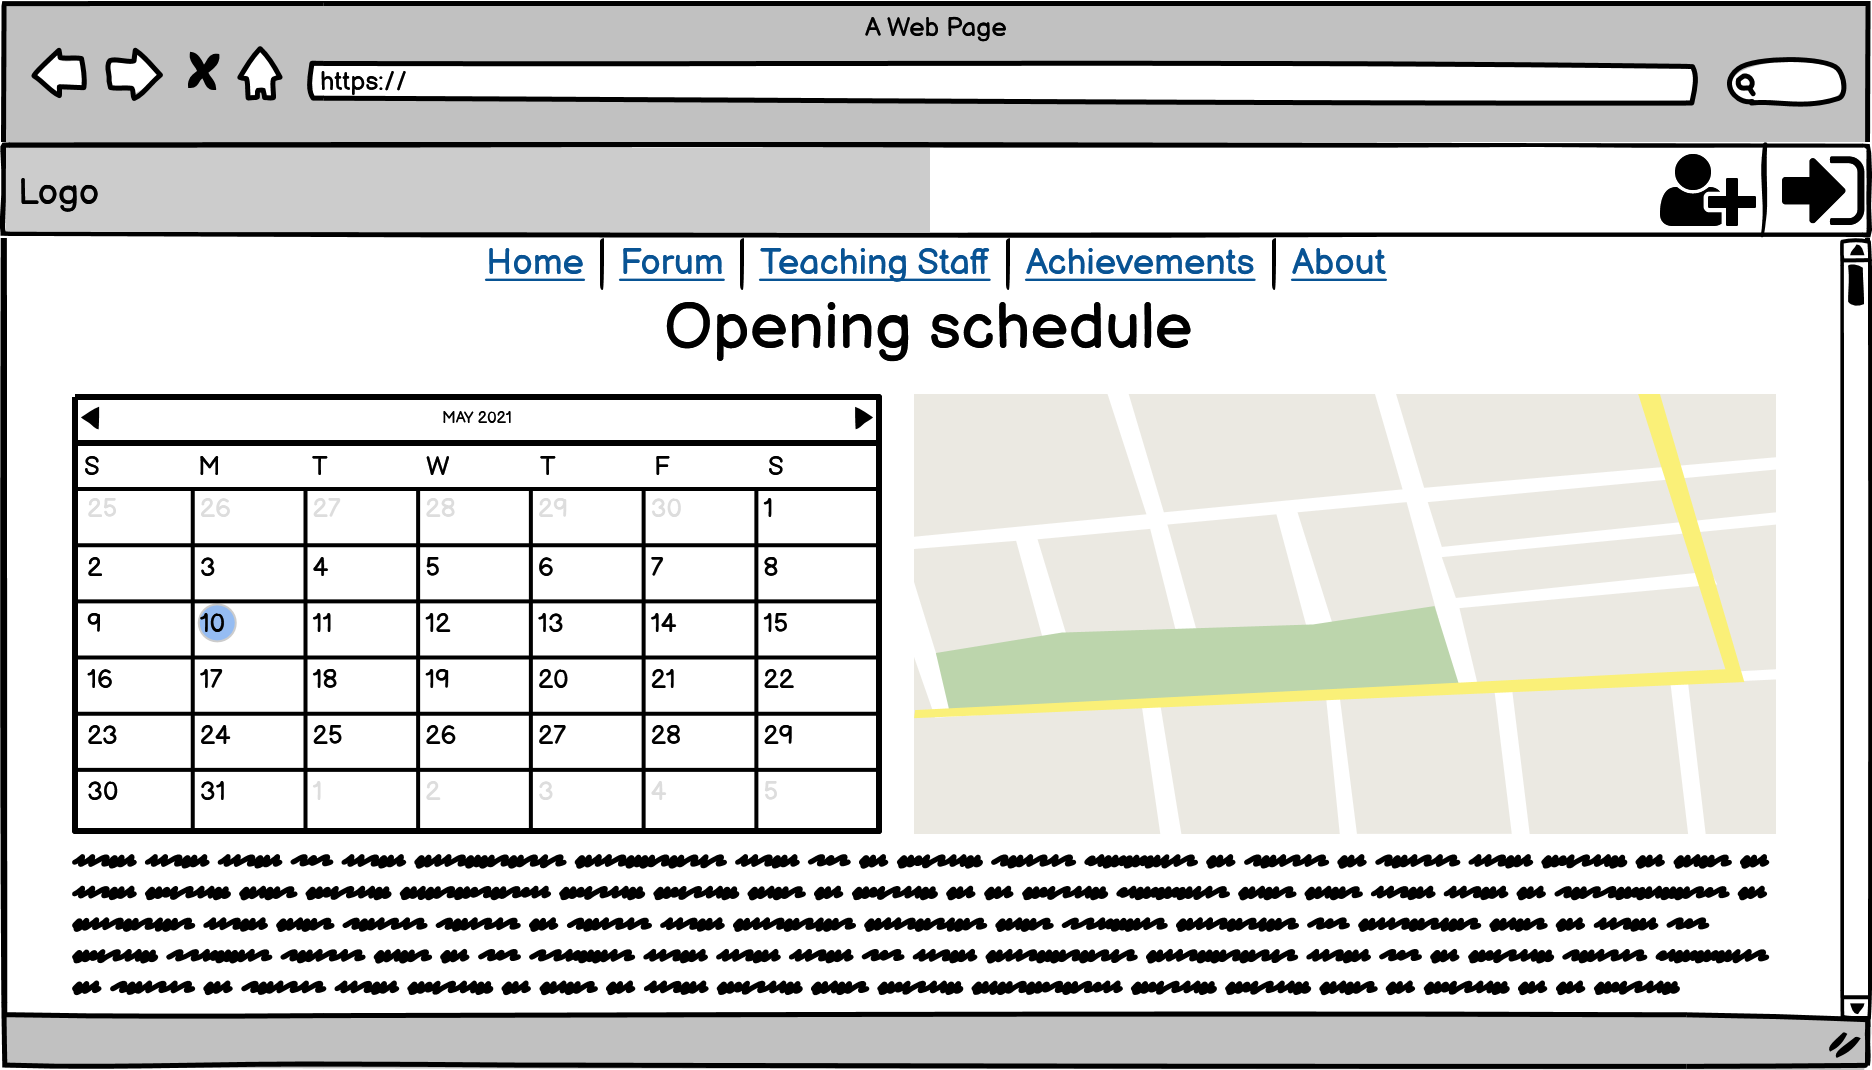 A Web Page
https://
Logo
Home Forum Teaching Staff Achievements About
Opening schedule
MAY 2021
S M T W T F S
25 26 27 28 29 30 1
2 3 4 5 6 7 8
9 10 11 12 13 14 15
16 17 18 19 20 21 22
23 24 25 26 27 28 29
30 31 1 2 3 4 5